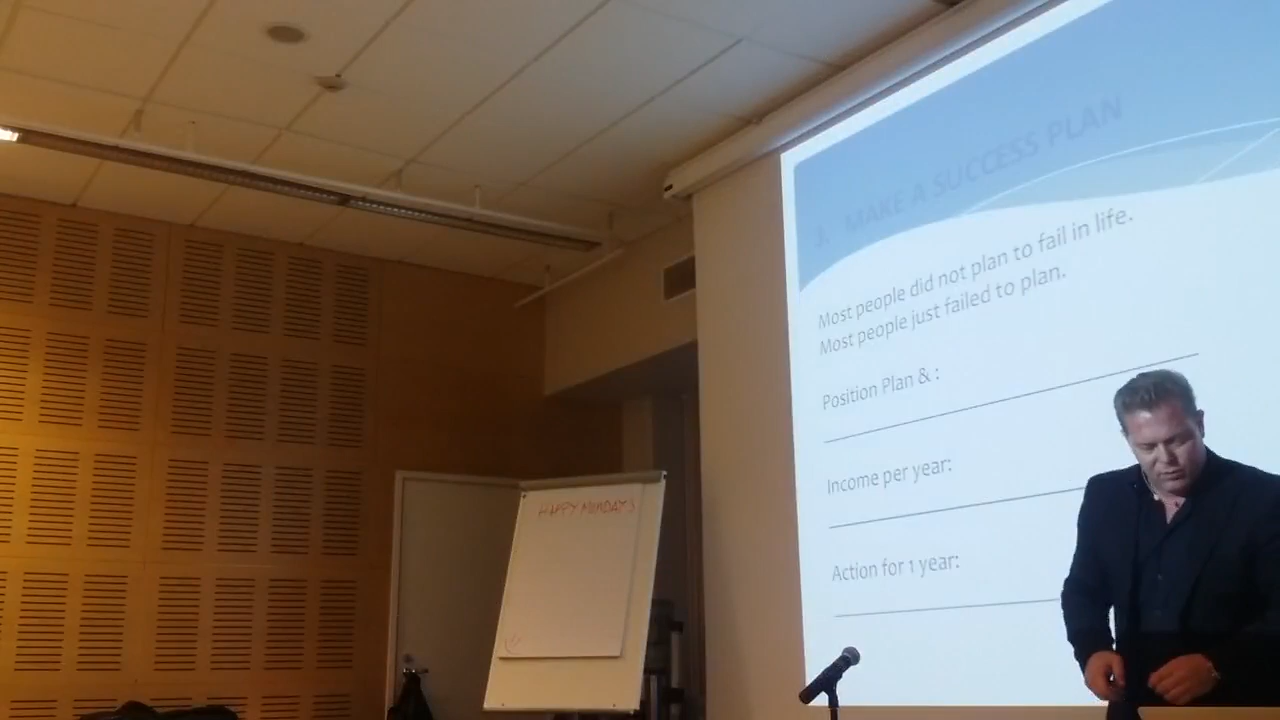 3. MAKE A SUCCESS PLAN
Most people did not plan to fail in life.
Most people just failed to plan.
Position Plan & :
Income per year:
Action for 1 year:
HAPPY MONDAYS